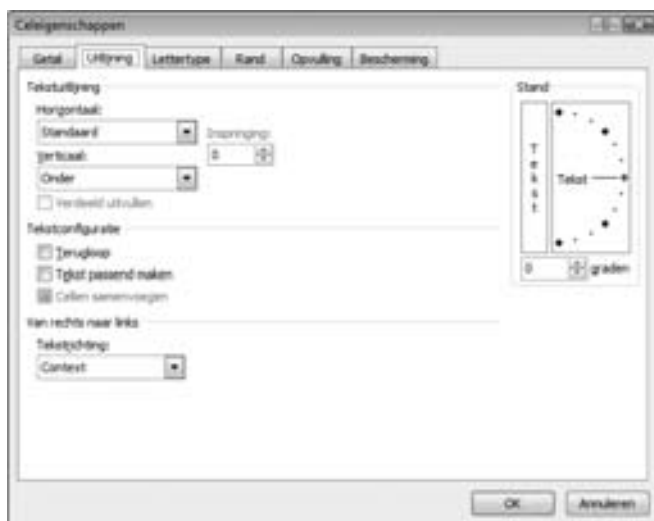 Celeigenschappen
Getal Uitlijning Lettertype Rand Opvulling Bescherming
Tekstuitlijning
Horizontaal:
Standaard
Inspringing:
Verticaal:
0
Onder
Verdeeld uitvullen
Tekstconfiguratie
Terugloop
Tekst passend maken
Cellen samenvoegen
Van rechts naar links
Tekstrichting:
Context
Stand
T
e
k
s
t
Tekst
0 graden
OK Annuleren